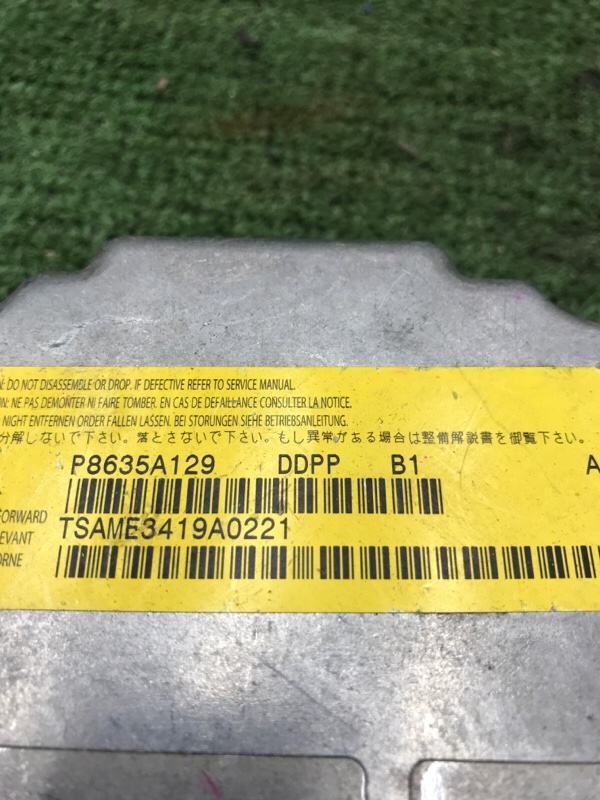 : DO NOT DISASSEMBLE OR DROP. IF DEFECTIVE REFER TO SERVICE MANUAL.
: NE PAS DEMONTER NI FAIRE TOMBER. EN CAS DE DEFAILLANCE CONSULTER LA NOTICE.
NIGHT ENTFERNEN ORDER FALLEN LASSEN. BEI STORUNGEN SIEHE BETRIEBSANLEITUNG.
分解しないで下さい。落とさないで下さい。もし異常がある場合は整備解説書を御覧下さい。
P8635A129 DDPP B1 A
FORWARD
TSAME3419A0221
EVANT
ORNE